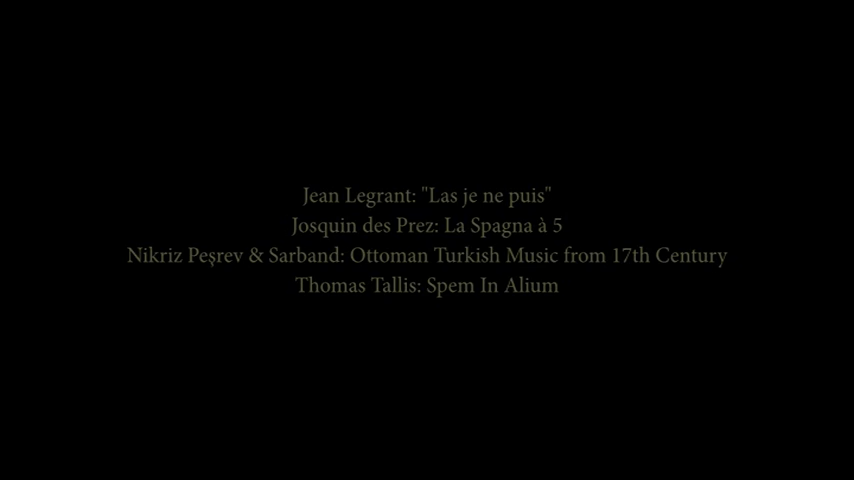 Jean Legrant: "Las je ne puis"
Josquin des Prez: La Spagna à 5
Nikriz Peşrev & Sarband: Ottoman Turkish Music from 17th Century
Thomas Tallis: Spem In Alium